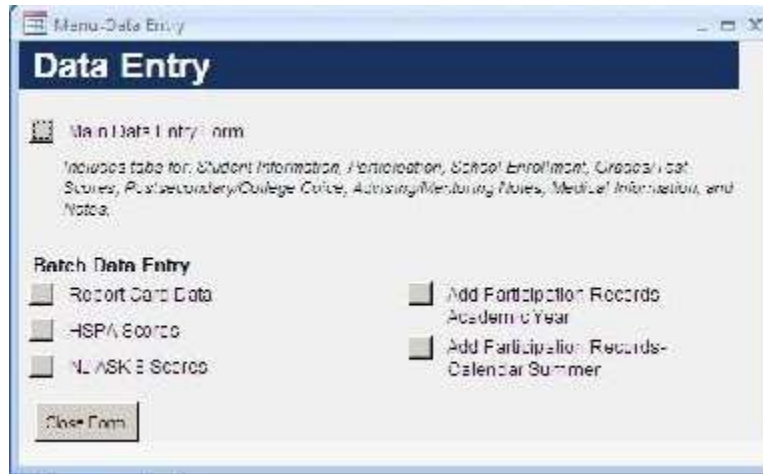 Menu-Data Entry
Data Entry
Main Data Entry Form
Includes tabs for: Student Information, Participation, School Enrollment, Grades/Test
Scores, Postsecondary/College Advising/Mentoring Notes, Medical Information, and
Notes.
Batch Data Entry
Report Card Data
HSPA Scores
NJ ASK 8 Scores
Add Participation Records
Academic Year
Add Participation Records-
Calendar Summer
Close Form